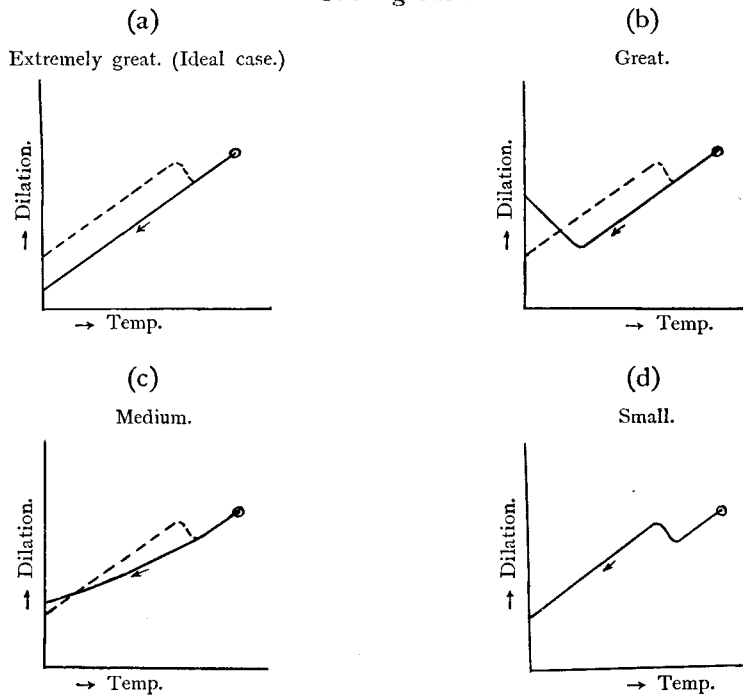 (a)
Extremely great. (Ideal case.)
→ Dilation.
→ Temp.
(b)
Great.
→ Dilation.
→ Temp.
(c)
Medium.
→ Dilation.
→ Temp.
(d)
Small.
→ Dilation.
→ Temp.